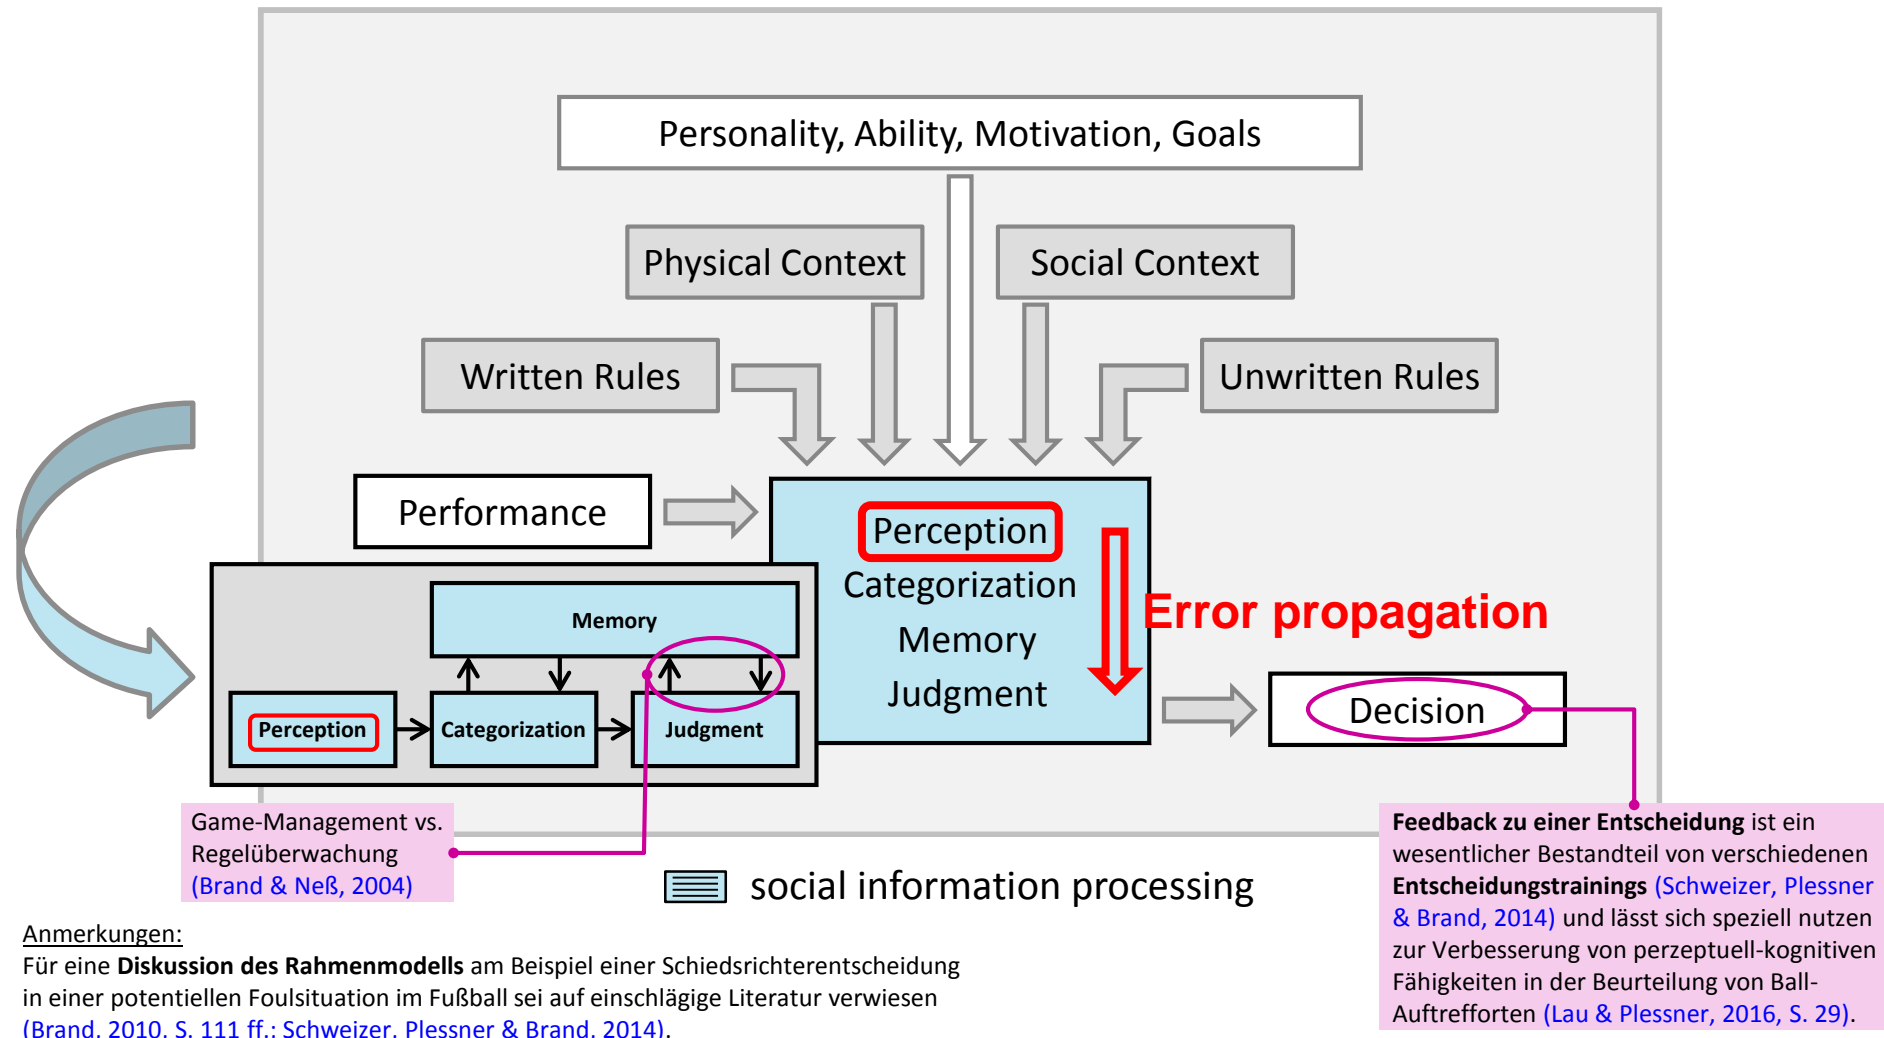 Personality, Ability, Motivation, Goals
Physical Context
Social Context
Written Rules
Unwritten Rules
Performance
Perception
Categorization
Memory
Judgment
Error propagation
Memory
Perception
Categorization
Judgment
Decision
Game-Management vs.
Regelüberwachung
(Brand & Neß, 2004)
social information processing
Feedback zu einer Entscheidung ist ein
wesentlicher Bestandteil von verschiedenen
Entscheidungstrainings (Schweizer, Plessner
& Brand, 2014) und lässt sich speziell nutzen
zur Verbesserung von perzeptuell-kognitiven
Fähigkeiten in der Beurteilung von Ball-
Auftrefforten (Lau & Plessner, 2016, S. 29).
Anmerkungen:
Für eine Diskussion des Rahmenmodells am Beispiel einer Schiedsrichterentscheidung
in einer potentiellen Foulsituation im Fußball sei auf einschlägige Literatur verwiesen
(Brand, 2010, S. 111 ff.; Schweizer, Plessner & Brand, 2014).